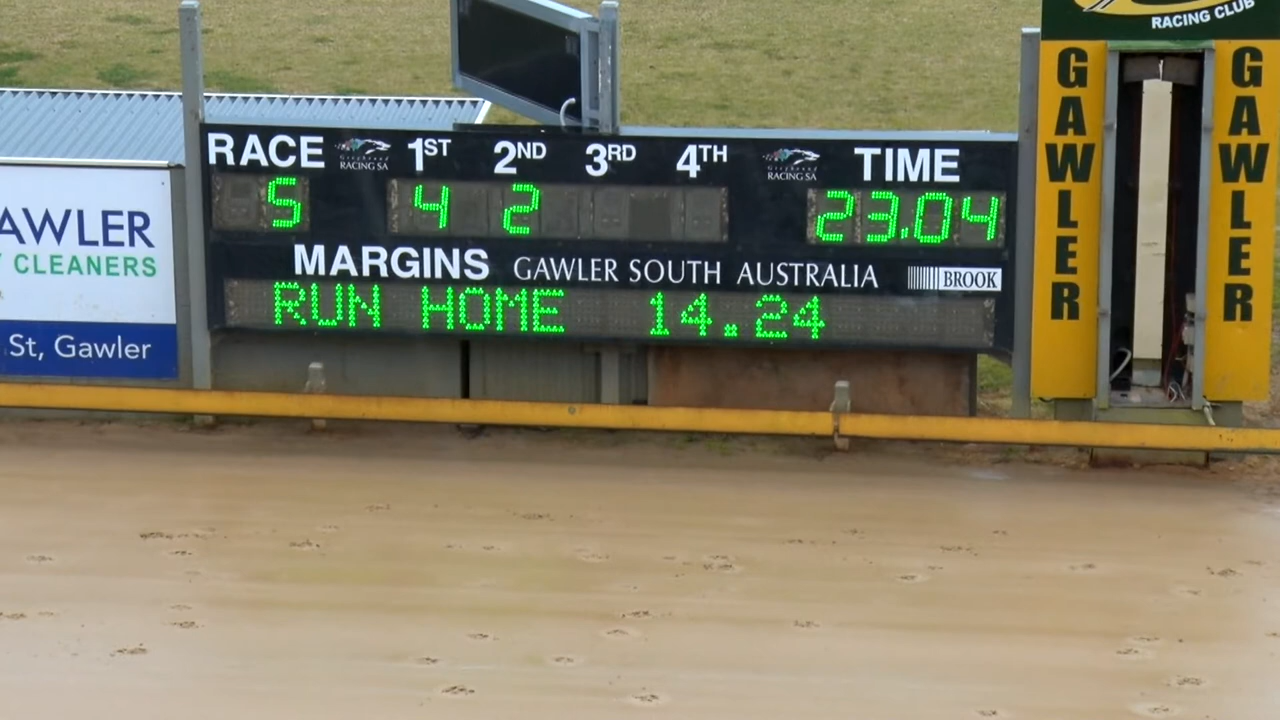 RACING CLUB
RACE Greyhound RACING SA 1ST 2ND 3RD 4TH Greyhound RACING SA TIME
5 4 2 23.04
MARGINS GAWLER SOUTH AUSTRALIA BROOK
RUN HOME 14.24
AWLER
Y CLEANERS
St, Gawler
GAWLER
GAWLER